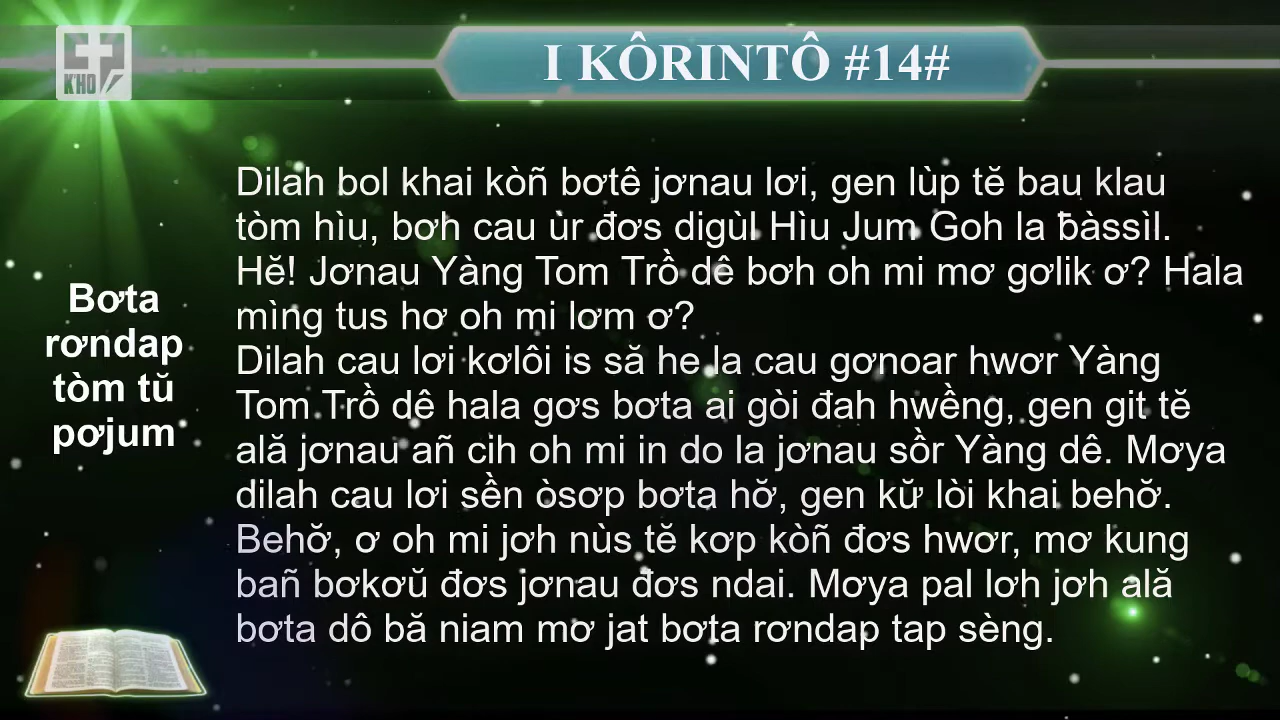 K'HO
I KÔRINTÔ #14#
Bơta
rơndap
tòm tŭ
pơjum
Dilah bol khai kòñ bơtê jơnau lơi, gen lùp tĕ bau klau
tòm hìu, bơh cau ùr đơs digùl Hìu Jum Goh la ƀàssìl.
Hĕ! Jơnau Yàng Tom Trồ dê bơh oh mi mơ gơlik ơ? Hala
mìng tus hơ oh mi lơm ơ?
Dilah cau lơi kơlôi is să he la cau gơnoar hwơr Yàng
Tom Trồ dê hala gơs bơta ai gòi đah hwềng, gen git tĕ
ală jơnau añ cih oh mi in do la jơnau sồr Yàng dê. Mơya
dilah cau lơi sền òsơp bơta hơ̆, gen kŭ lòi khai behơ̆.
Behơ̆, ơ oh mi jơh nùs tĕ kơp kòñ đơs hwơr, mơ kung
bañ bơkơŭ đơs jơnau đơs ndai. Mơya pal lơh jơh ală
bơta dô bă niam mơ jat bơta rơndap tap sèng.